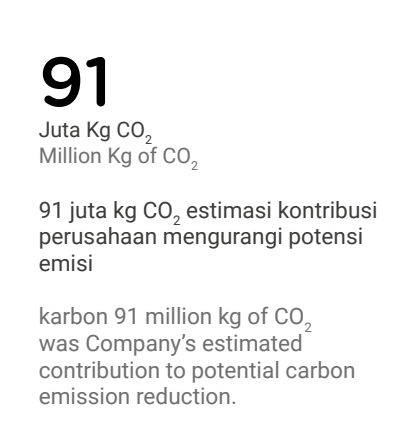 91
Juta Kg CO₂
Million Kg of CO₂
91 juta kg CO₂ estimasi kontribusi
perusahaan mengurangi potensi
emisi
karbon 91 million kg of CO₂
was Company’s estimated
contribution to potential carbon
emission reduction.